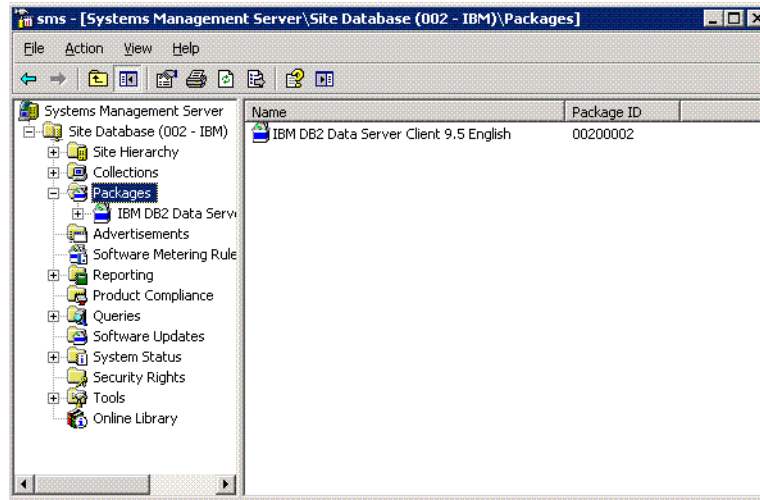 sms - [Systems Management Server\Site Database (002 - IBM)\Packages]
File Action View Help
Systems Management Server
Site Database (002 - IBM)
Site Hierarchy
Collections
Packages
IBM DB2 Data Serv
Advertisements
Software Metering Rule
Reporting
Product Compliance
Queries
Software Updates
System Status
Security Rights
Tools
Online Library
Name Package ID
IBM DB2 Data Server Client 9.5 English 00200002